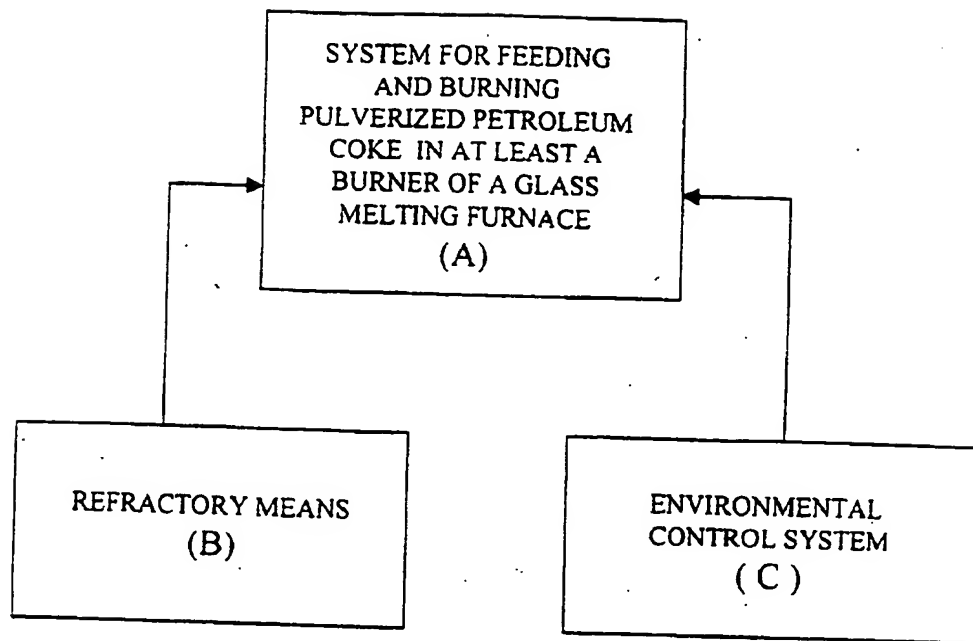 SYSTEM FOR FEEDING
AND BURNING
PULVERIZED PETROLEUM
COKE IN AT LEAST A
BURNER OF A GLASS
MELTING FURNACE
(A)
REFRACTORY MEANS
(B)
ENVIRONMENTAL
CONTROL SYSTEM
( C )